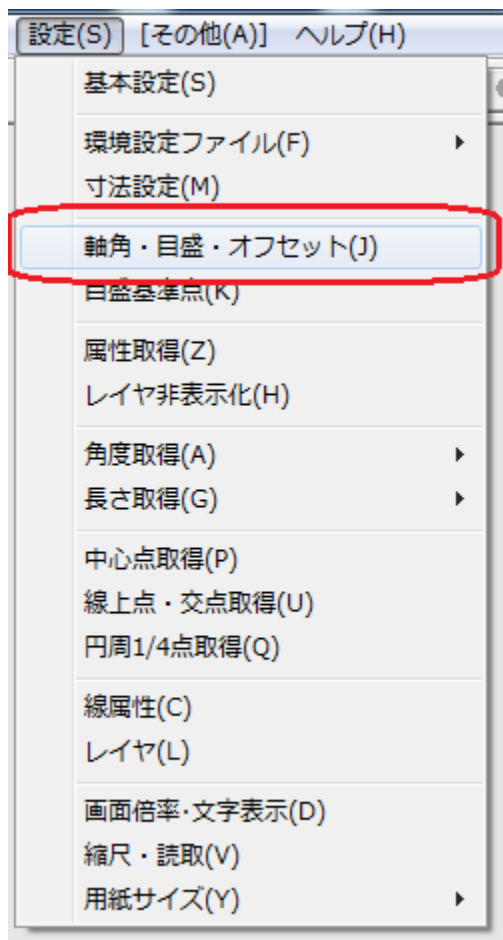 設定(S) [その他(A)] ヘルプ(H)
基本設定(S)
環境設定ファイル(F)
寸法設定(M)
軸角・目盛・オフセット(J)
目盛基準点(K)
属性取得(Z)
レイヤ非表示化(H)
角度取得(A)
長さ取得(G)
中心点取得(P)
線上点・交点取得(U)
円周1/4点取得(Q)
線属性(C)
レイヤ(L)
画面倍率･文字表示(D)
縮尺・読取(V)
用紙サイズ(Y)